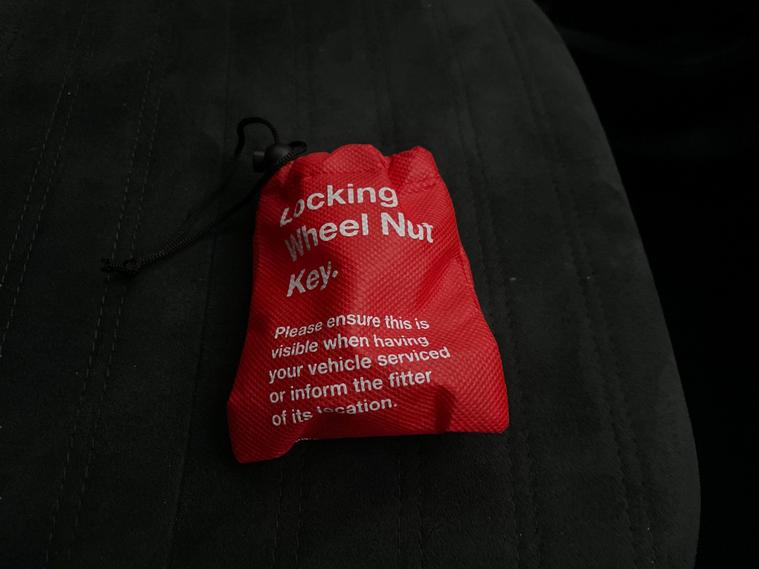 Locking
Wheel Nut
Key.
Please ensure this is
visible when having
your vehicle serviced
or inform the fitter
of its location.